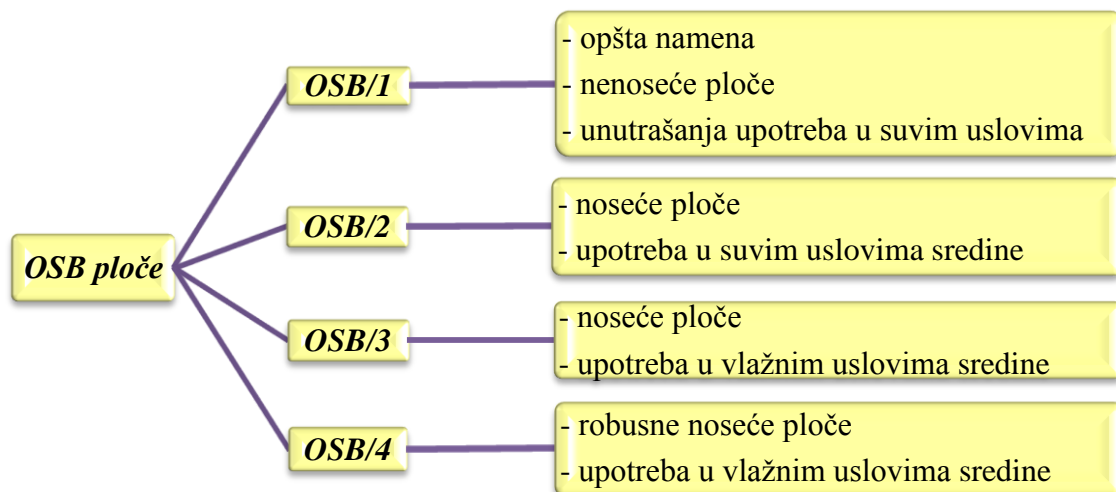 OSB ploče
OSB/1
- opšta namena
- nenoseće ploče
- unutrašanja upotreba u suvim uslovima
OSB/2
- noseće ploče
- upotreba u suvim uslovima sredine
OSB/3
- noseće ploče
- upotreba u vlažnim uslovima sredine
OSB/4
- robusne noseće ploče
- upotreba u vlažnim uslovima sredine